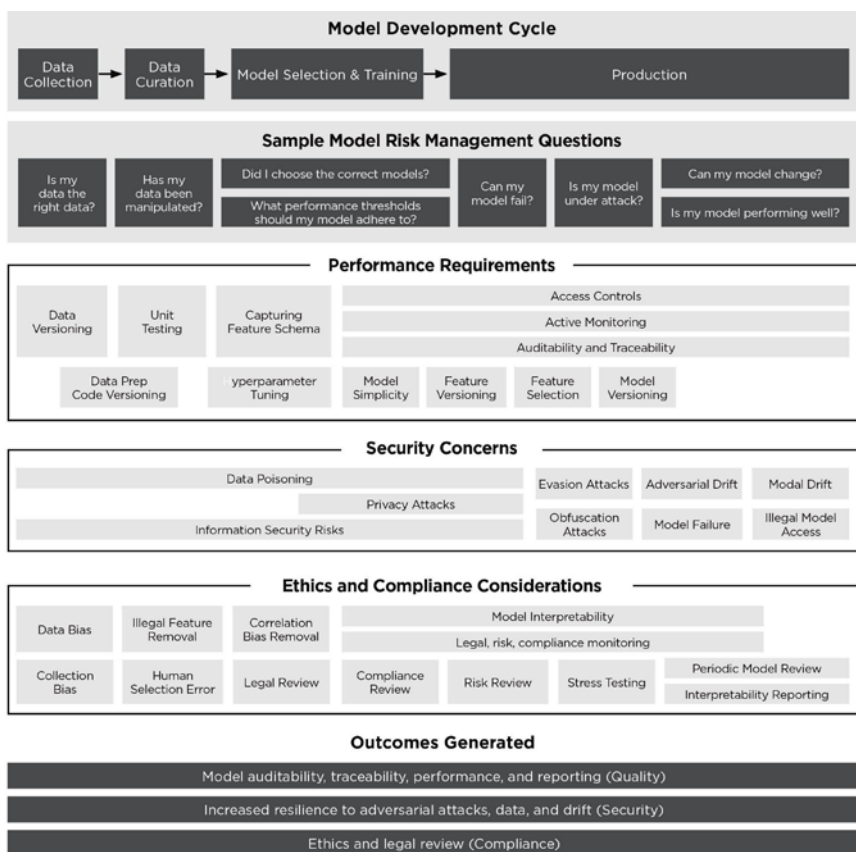 Model Development Cycle
Data
Collection
Data
Curation
Model Selection & Training
Production
Sample Model Risk Management Questions
Is my
data the
right data?
Has my
data been
manipulated?
Did I choose the correct models?
What performance thresholds
should my model adhere to?
Can my
model fail?
Is my model
under attack?
Can my model change?
Is my model performing well?
Performance Requirements
Data
Versioning
Unit
Testing
Capturing
Feature Schema
Access Controls
Active Monitoring
Auditability and Traceability
Data Prep
Code Versioning
Hyperparameter
Tuning
Model
Simplicity
Feature
Versioning
Feature
Selection
Model
Versioning
Security Concerns
Data Poisoning
Privacy Attacks
Information Security Risks
Evasion Attacks
Adversarial Drift
Modal Drift
Obfuscation
Attacks
Model Failure
Illegal Model
Access
Ethics and Compliance Considerations
Data Bias
Illegal Feature
Removal
Correlation
Bias Removal
Model Interpretability
Legal, risk, compliance monitoring
Collection
Bias
Human
Selection Error
Legal Review
Compliance
Review
Risk Review
Stress Testing
Periodic Model Review
Interpretability Reporting
Outcomes Generated
Model auditability, traceability, performance, and reporting (Quality)
Increased resilience to adversarial attacks, data, and drift (Security)
Ethics and legal review (Compliance)